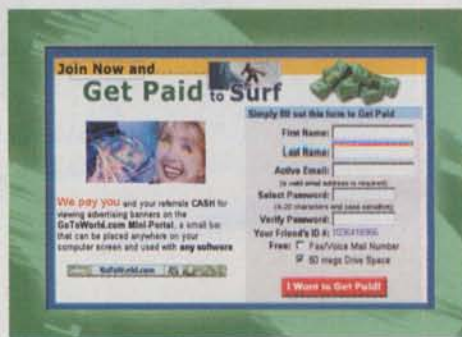 Join Now and
Get Paid to Surf
We pay you and your referrals CASH for
viewing advertising banners on the
GoToWorld.com Mini-Portal, a small bar
that can be placed anywhere on your
computer screen and used with any software
GoToWorld.com
Simply fill out this form to Get Paid
First Name:
Last Name:
Active Email:
(a valid email address is required)
Select Password:
(4-20 characters and case sensitive)
Verify Password:
Your Friend's ID #:
Free: Fax/Voice Mail Number
50 megs Drive Space
I Want to Get Paid!